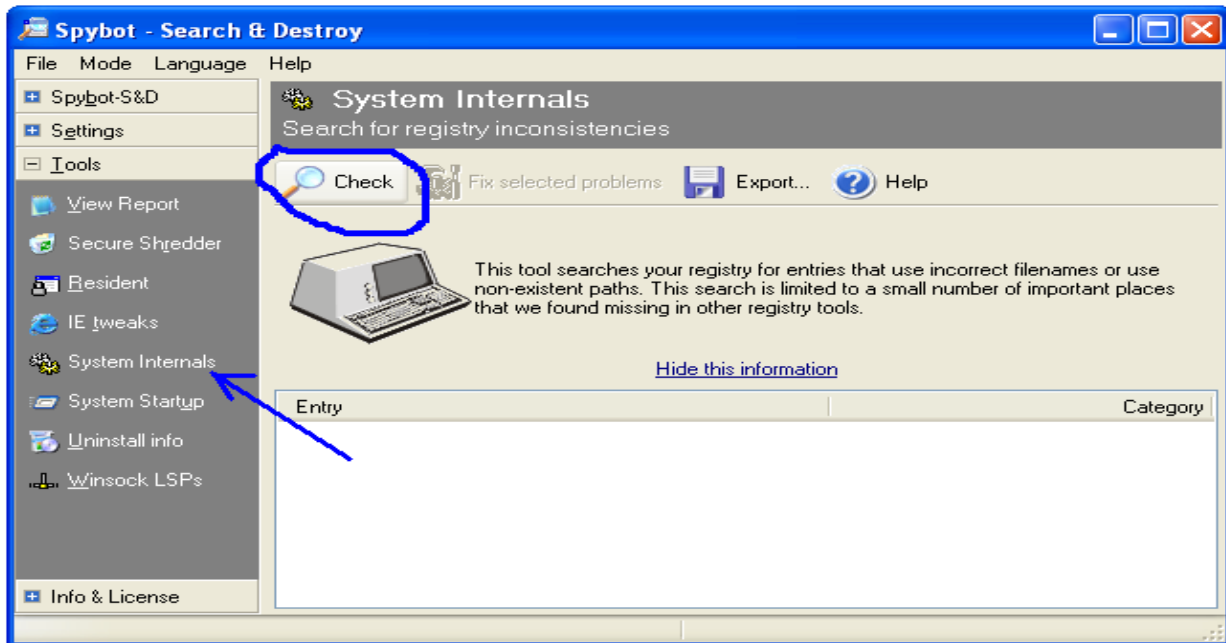 Spybot - Search & Destroy
File Mode Language Help
Spybot-S&D
Settings
Tools
View Report
Secure Shredder
Resident
IE tweaks
System Internals
System Startup
Uninstall info
Winsock LSPs
Info & License
System Internals
Search for registry inconsistencies
Check Fix selected problems Export... Help
This tool searches your registry for entries that use incorrect filenames or use
non-existent paths. This search is limited to a small number of important places
that we found missing in other registry tools.
Hide this information
Entry Category